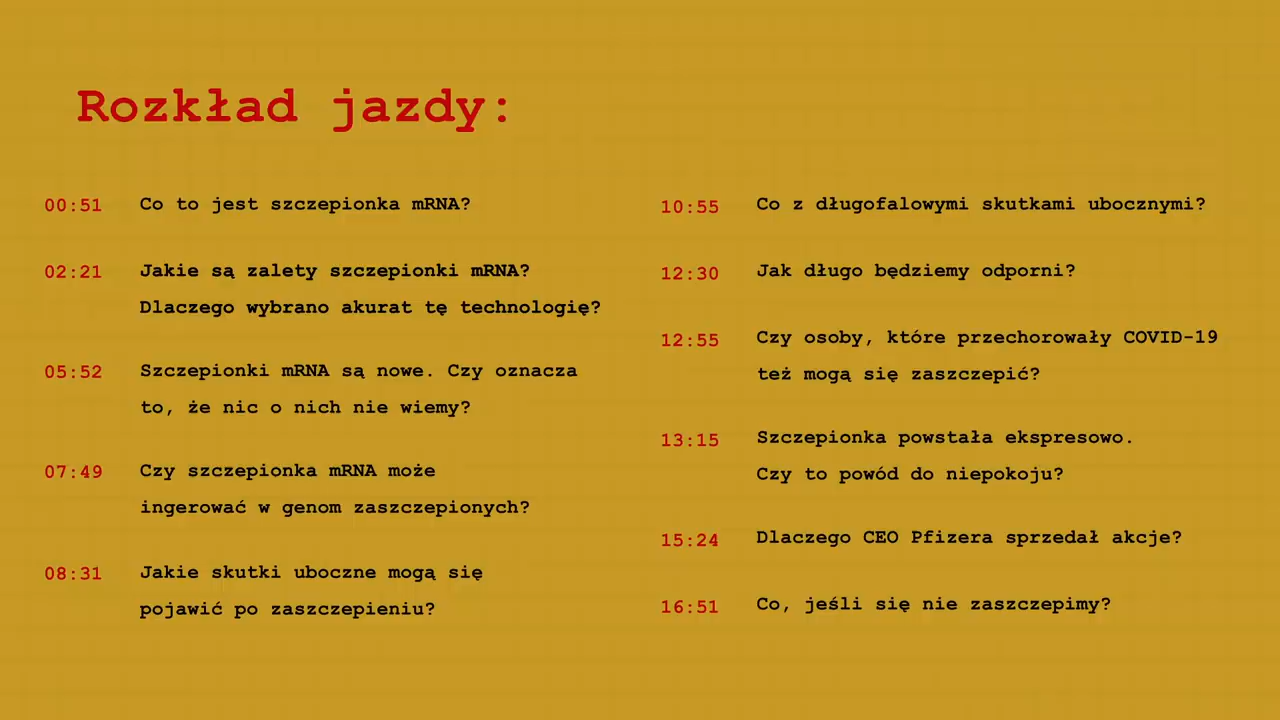 Rozkład jazdy:
00:51 Co to jest szczepionka mRNA?
02:21 Jakie są zalety szczepionki mRNA?
Dlaczego wybrano akurat tę technologię?
05:52 Szczepionki mRNA są nowe. Czy oznacza
to, że nic o nich nie wiemy?
07:49 Czy szczepionka mRNA może
ingerować w genom zaszczepionych?
08:31 Jakie skutki uboczne mogą się
pojawić po zaszczepieniu?
10:55 Co z długofalowymi skutkami ubocznymi?
12:30 Jak długo będziemy odporni?
12:55 Czy osoby, które przechorowały COVID-19
też mogą się zaszczepić?
13:15 Szczepionka powstała ekspresowo.
Czy to powód do niepokoju?
15:24 Dlaczego CEO Pfizera sprzedał akcje?
16:51 Co, jeśli się nie zaszczepimy?